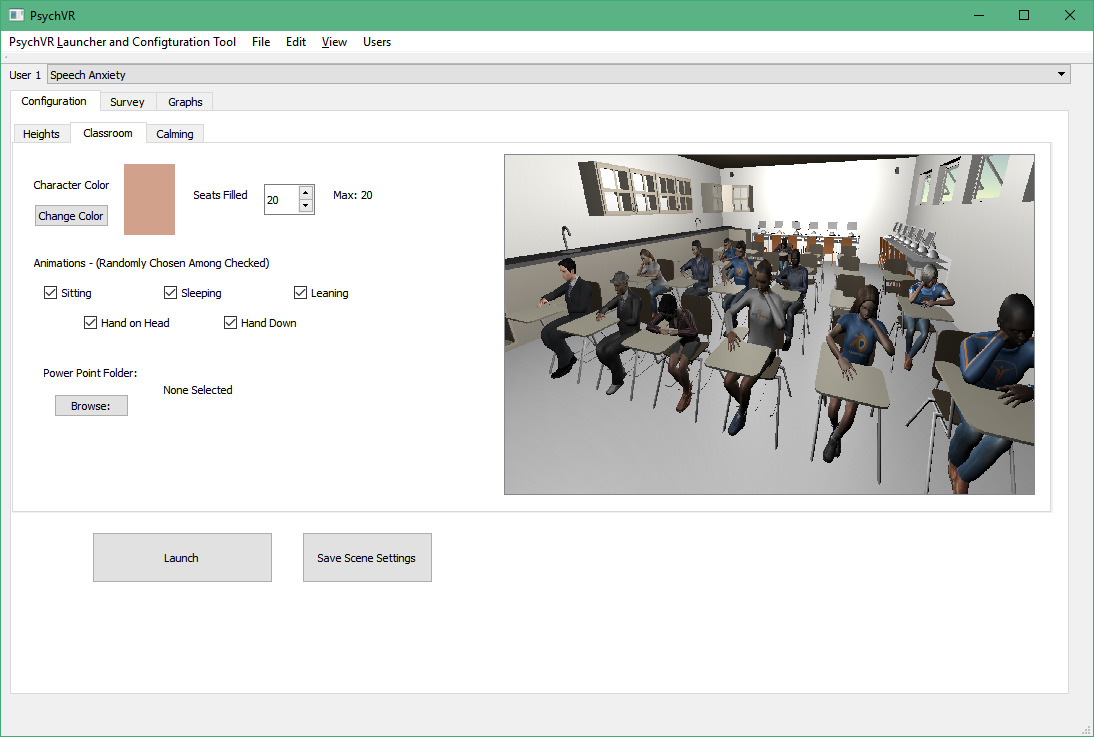 PsychVR
PsychVR Launcher and Configturation Tool File Edit View Users
User 1 Speech Anxiety
Configuration Survey Graphs
Heights Classroom Calming
Character Color
Change Color
Seats Filled 20 Max: 20
Animations - (Randomly Chosen Among Checked)
Sitting Sleeping Leaning
Hand on Head Hand Down
Power Point Folder:
None Selected
Browse:
Launch Save Scene Settings